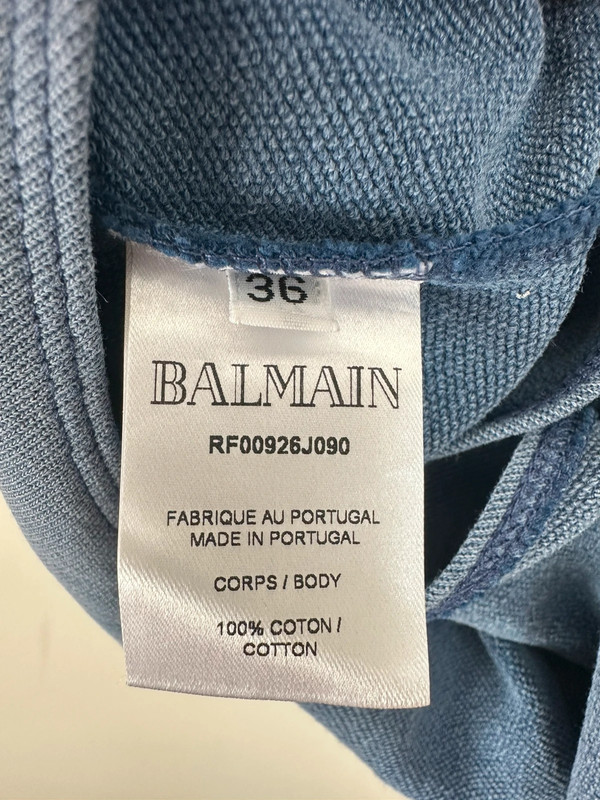 36
BALMAIN
RF00926J090
FABRIQUE AU PORTUGAL
MADE IN PORTUGAL
CORPS / BODY
100% COTON /
COTTON